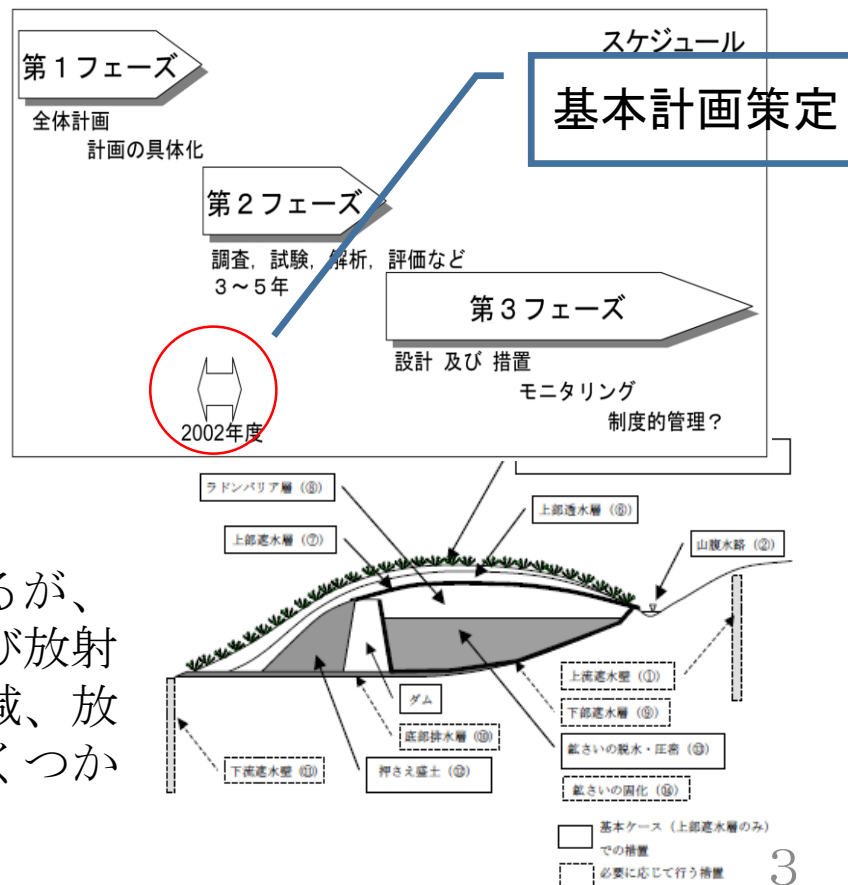 スケジュール
第1フェーズ
基本計画策定
全体計画
計画の具体化
第2フェーズ
調査，試験，解析，評価など
3～5年
第3フェーズ
設計 及び 措置
モニタリング
制度的管理？
2002年度
ラドンバリア層（⑧）
上部透水層（⑥）
上部遮水層（⑦）
山腹水路（②）
るが、
び放射
減、放
くつか
上流遮水壁（①）
ダム
下部遮水層（⑨）
底部排水層（⑩）
鉱さいの脱水・圧密（⑬）
下流遮水壁（⑪）
押さえ盛土（⑫）
鉱さいの固化（⑭）
基本ケース（上部遮水層のみ）
での措置
必要に応じて行う措置
3